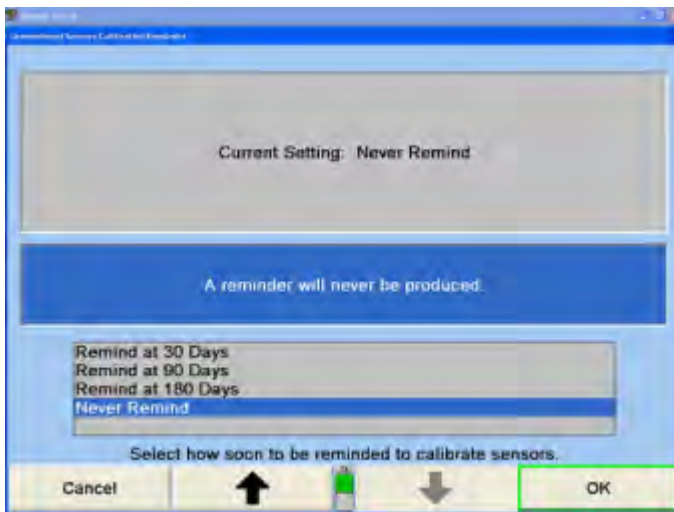 Current Setting: Never Remind
A reminder will never be produced.
Remind at 30 Days
Remind at 90 Days
Remind at 180 Days
Never Remind
Select how soon to be reminded to calibrate sensors.
Cancel
OK